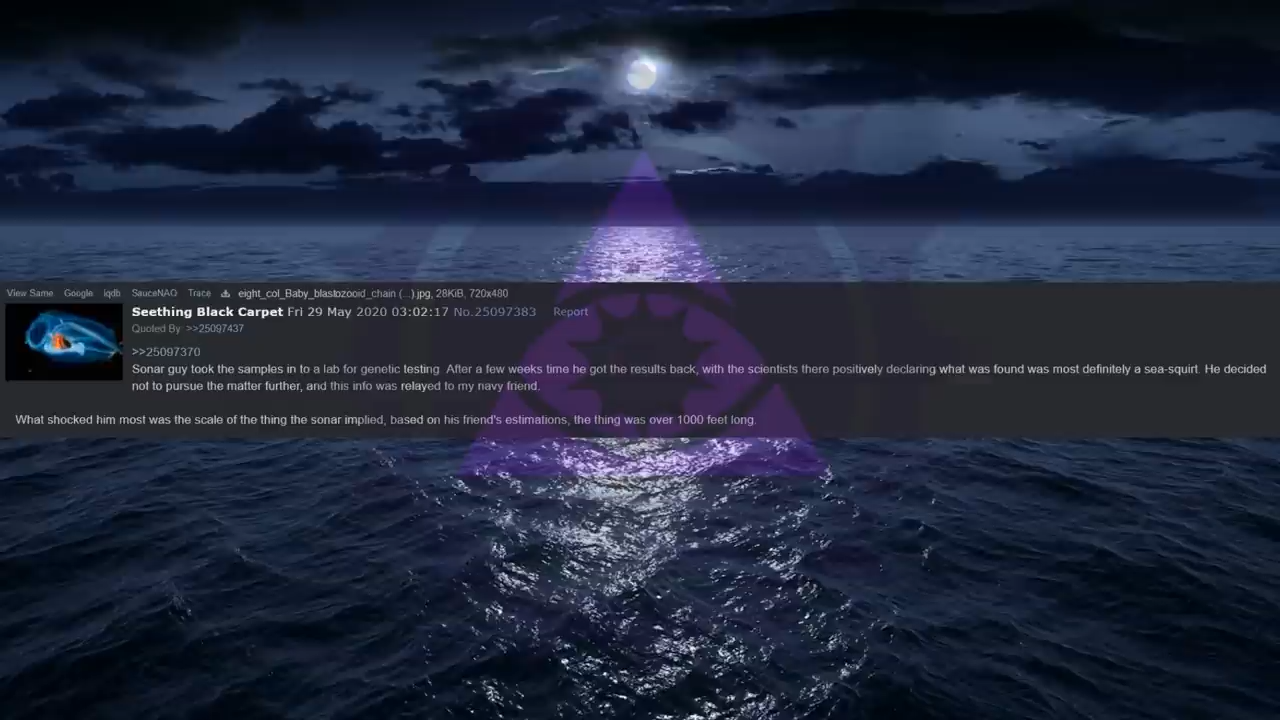 View Same Google iqdb SauceNAO Trace eight_col_Baby_blastozooid_chain (...).jpg, 28KiB, 720x480
Seething Black Carpet Fri 29 May 2020 03:02:17 No.25097383 Report
Quoted By: >>25097437
>>25097370
Sonar guy took the samples in to a lab for genetic testing. After a few weeks time he got the results back, with the scientists there positively declaring what was found was most definitely a sea-squirt. He decided
not to pursue the matter further, and this info was relayed to my navy friend.
What shocked him most was the scale of the thing the sonar implied, based on his friend's estimations, the thing was over 1000 feet long.